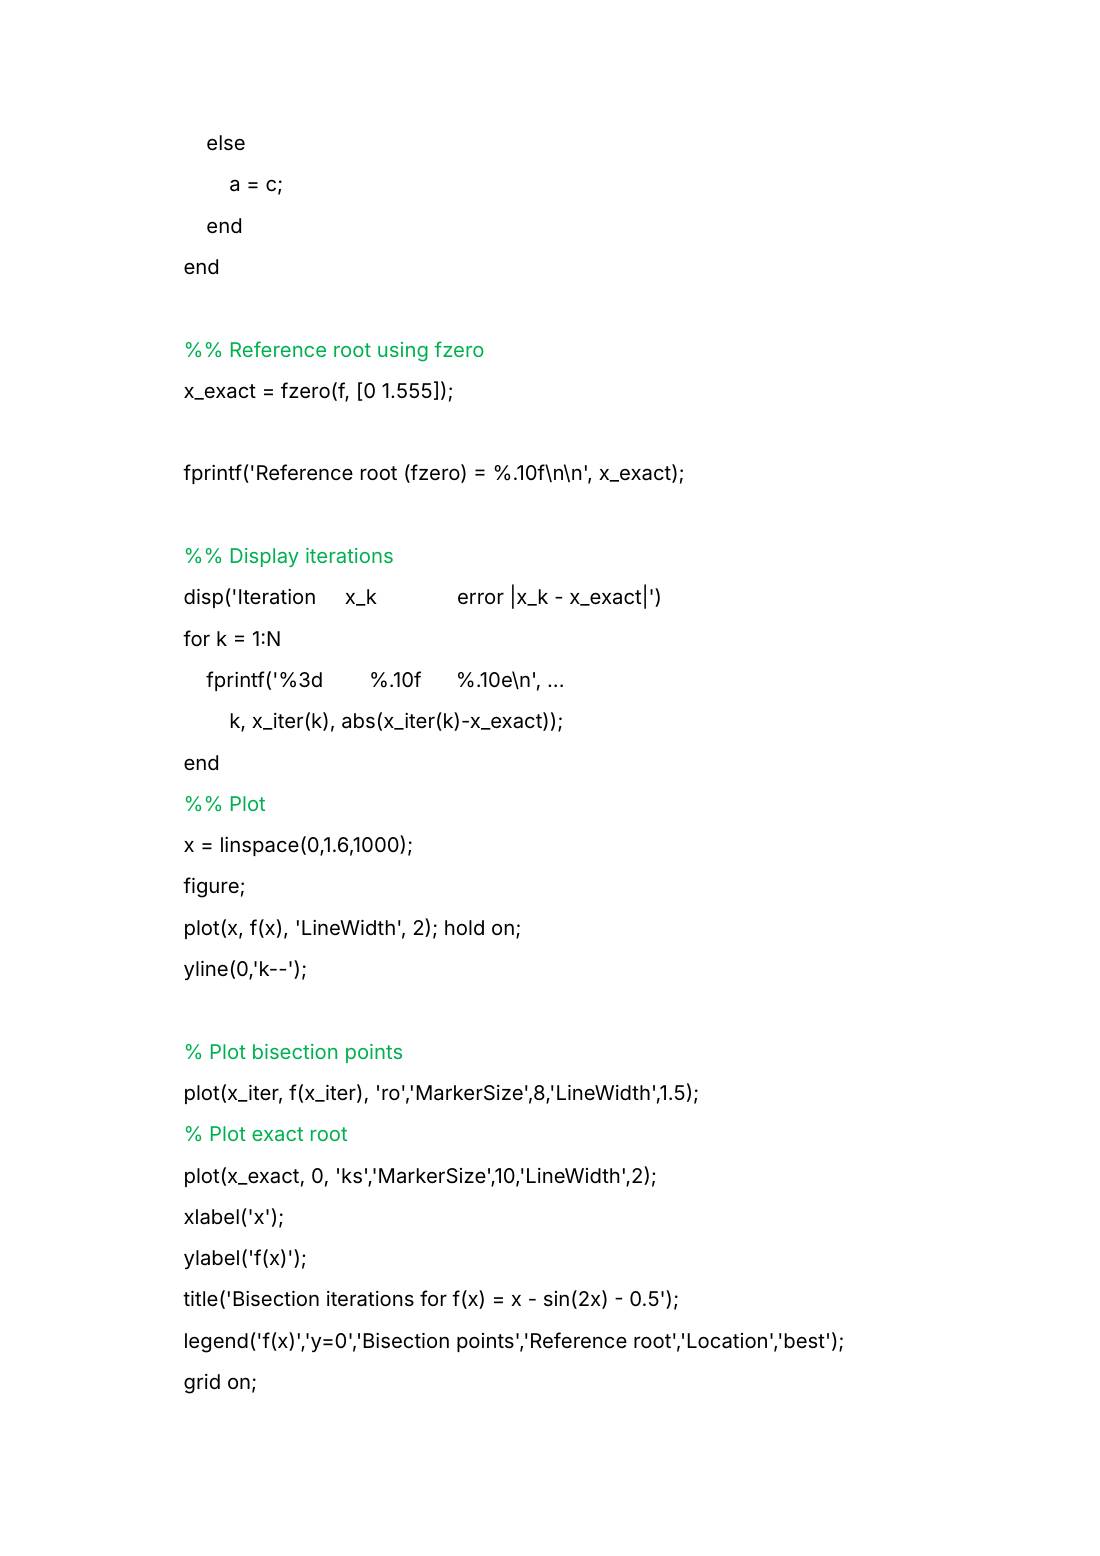 else
a = c;
end
end
%% Reference root using fzero
x_exact = fzero(f, [0 1.555]);
fprintf('Reference root (fzero) = %.10f\n\n', x_exact);
%% Display iterations
disp('Iteration     x_k              error |x_k - x_exact|')
for k = 1:N
fprintf('%3d        %.10f      %.10e\n', ...
k, x_iter(k), abs(x_iter(k)-x_exact));
end
%% Plot
x = linspace(0,1.6,1000);
figure;
plot(x, f(x), 'LineWidth', 2); hold on;
yline(0,'k--');
% Plot bisection points
plot(x_iter, f(x_iter), 'ro','MarkerSize',8,'LineWidth',1.5);
% Plot exact root
plot(x_exact, 0, 'ks','MarkerSize',10,'LineWidth',2);
xlabel('x');
ylabel('f(x)');
title('Bisection iterations for f(x) = x - sin(2x) - 0.5');
legend('f(x)','y=0','Bisection points','Reference root','Location','best');
grid on;